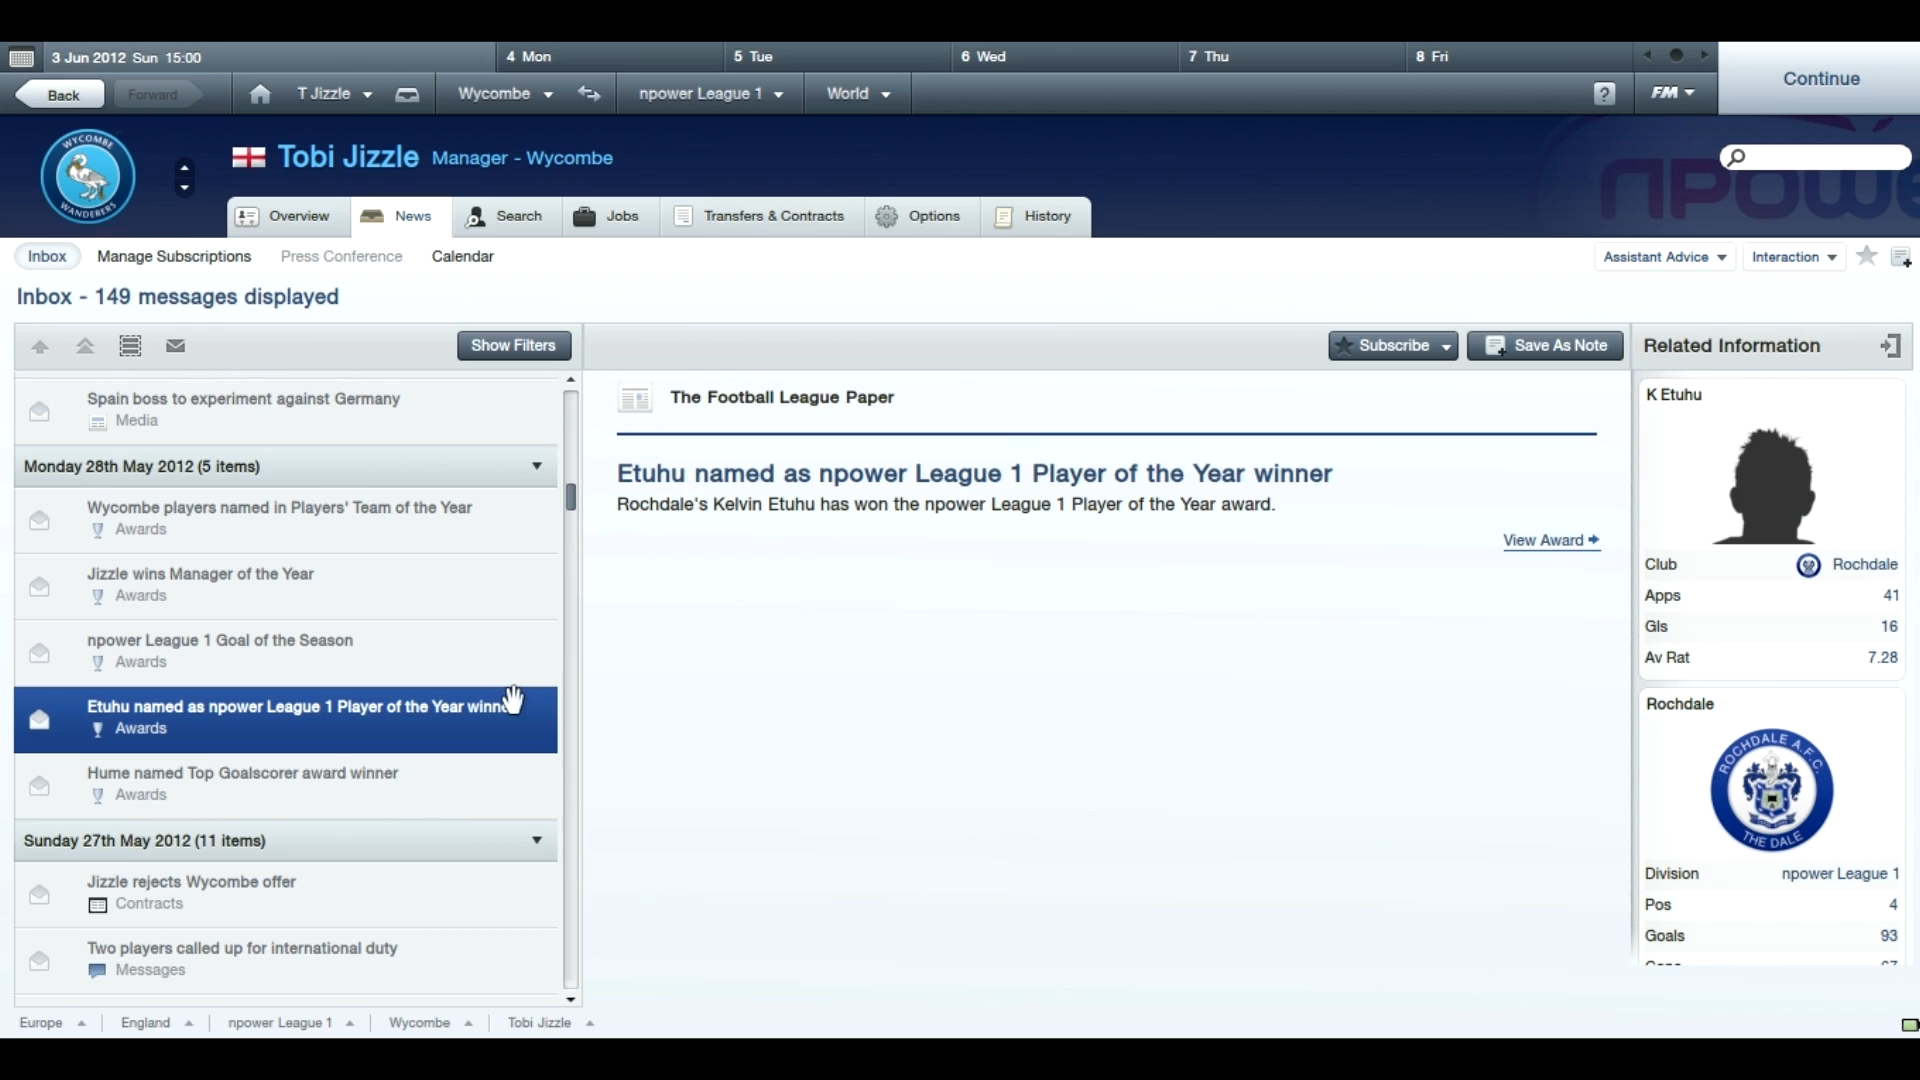 3 Jun 2012 Sun 15:00
4 Mon
5 Tue
6 Wed
7 Thu
8 Fri
Continue
Back
Forward
T Jizzle
Wycombe
npower League 1
World
?
FM
WYCOMBE
WANDERERS
Tobi Jizzle Manager - Wycombe
Overview
News
Search
Jobs
Transfers & Contracts
Options
History
Inbox
Manage Subscriptions
Press Conference
Calendar
Assistant Advice
Interaction
Inbox - 149 messages displayed
Show Filters
Subscribe
Save As Note
Related Information
Spain boss to experiment against Germany
Media
Monday 28th May 2012 (5 items)
Wycombe players named in Players' Team of the Year
Awards
Jizzle wins Manager of the Year
Awards
npower League 1 Goal of the Season
Awards
Etuhu named as npower League 1 Player of the Year
Awards
Hume named Top Goalscorer award winner
Awards
Sunday 27th May 2012 (11 items)
Jizzle rejects Wycombe offer
Contracts
Two players called up for international duty
Messages
The Football League Paper
Etuhu named as npower League 1 Player of the Year winner
Rochdale's Kelvin Etuhu has won the npower League 1 Player of the Year award.
View Award
K Etuhu
Club Rochdale
Apps 41
Gls 16
Av Rat 7.28
Rochdale
ROCHDALE A.F.C.
THE DALE
Division npower League 1
Pos 4
Goals 93
Europe
England
npower League 1
Wycombe
Tobi Jizzle